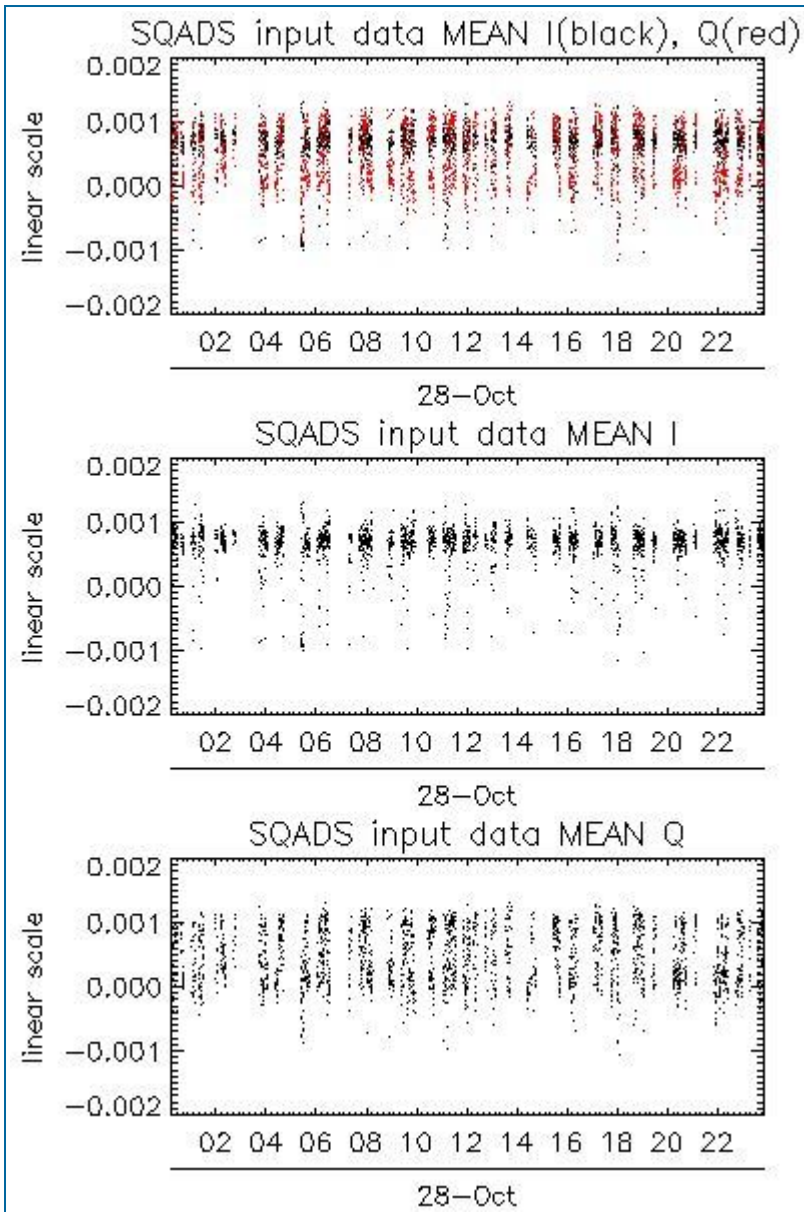 SQADS input data MEAN I(black), Q(red)
0.002
0.001
0.000
-0.001
-0.002
linear scale
02 04 06 08 10 12 14 16 18 20 22
28-Oct
SQADS input data MEAN I
0.002
0.001
0.000
-0.001
-0.002
linear scale
02 04 06 08 10 12 14 16 18 20 22
28-Oct
SQADS input data MEAN Q
0.002
0.001
0.000
-0.001
-0.002
linear scale
02 04 06 08 10 12 14 16 18 20 22
28-Oct